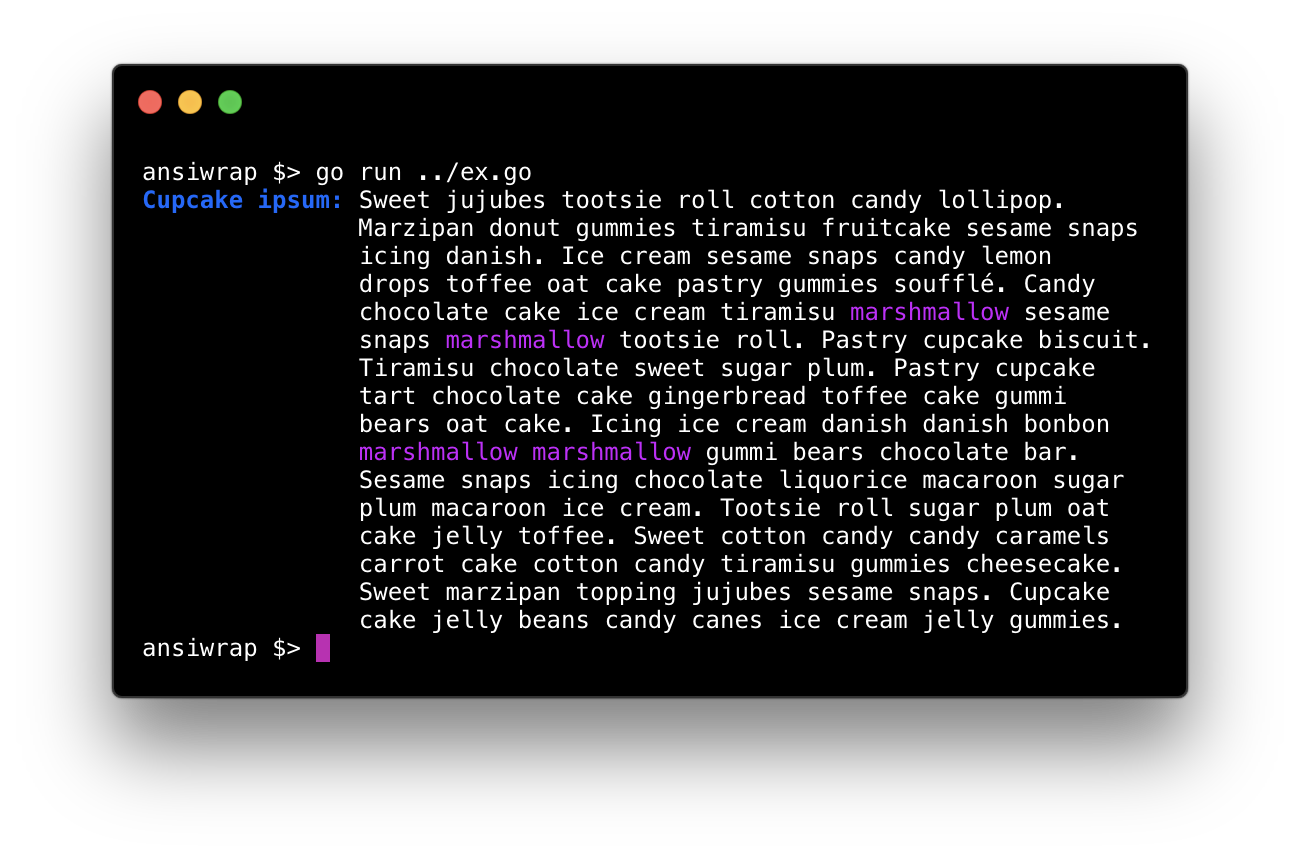 ansiwrap $> go run ../ex.go
Cupcake ipsum: Sweet jujubes tootsie roll cotton candy lollipop.
Marzipan donut gummies tiramisu fruitcake sesame snaps
icing danish. Ice cream sesame snaps candy lemon
drops toffee oat cake pastry gummies soufflé. Candy
chocolate cake ice cream tiramisu marshmallow sesame
snaps marshmallow tootsie roll. Pastry cupcake biscuit.
Tiramisu chocolate sweet sugar plum. Pastry cupcake
tart chocolate cake gingerbread toffee cake gummi
bears oat cake. Icing ice cream danish danish bonbon
marshmallow marshmallow gummi bears chocolate bar.
Sesame snaps icing chocolate liquorice macaroon sugar
plum macaroon ice cream. Tootsie roll sugar plum oat
cake jelly toffee. Sweet cotton candy candy caramels
carrot cake cotton candy tiramisu gummies cheesecake.
Sweet marzipan topping jujubes sesame snaps. Cupcake
cake jelly beans candy canes ice cream jelly gummies.
ansiwrap $>